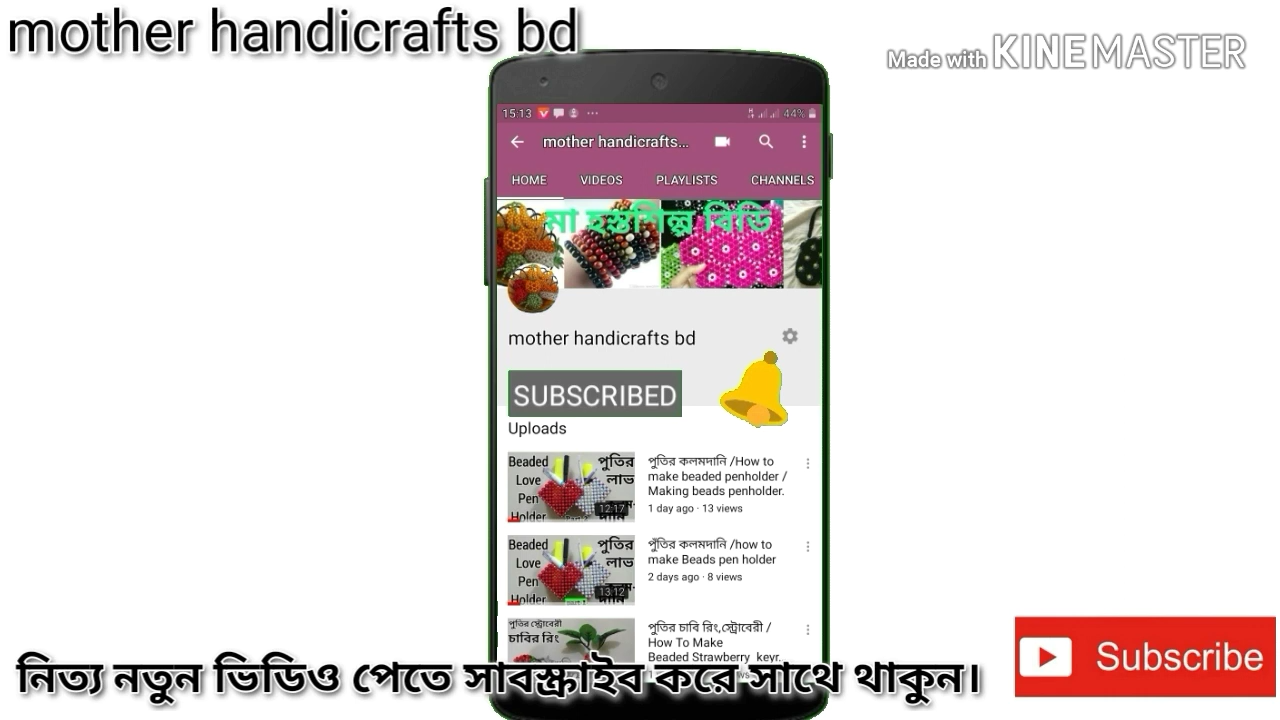 mother handicrafts bd
Made with KINEMASTER
15:13
44%
mother handicrafts...
HOME VIDEOS PLAYLISTS CHANNELS
মা হস্তশিল্প বিডি
mother handicrafts bd
SUBSCRIBED
Uploads
Beaded Love Pen Holder
পুতির লাভ
12:17
পুতির কলমদানি /How to
make beaded penholder /
Making beads penholder.
1 day ago · 13 views
Beaded Love Pen Holder
পুতির লাভ
13:12
পুঁতির কলমদানি /how to
make Beads pen holder
2 days ago · 8 views
পুতির স্ট্রোবেরী
চাবির রিং
পুতির চাবি রিং,স্ট্রোবেরী /
How To Make
Beaded Strawberry keyr.
নিত্য নতুন ভিডিও পেতে সাবস্ক্রাইব করে সাথে থাকুন।
Subscribe